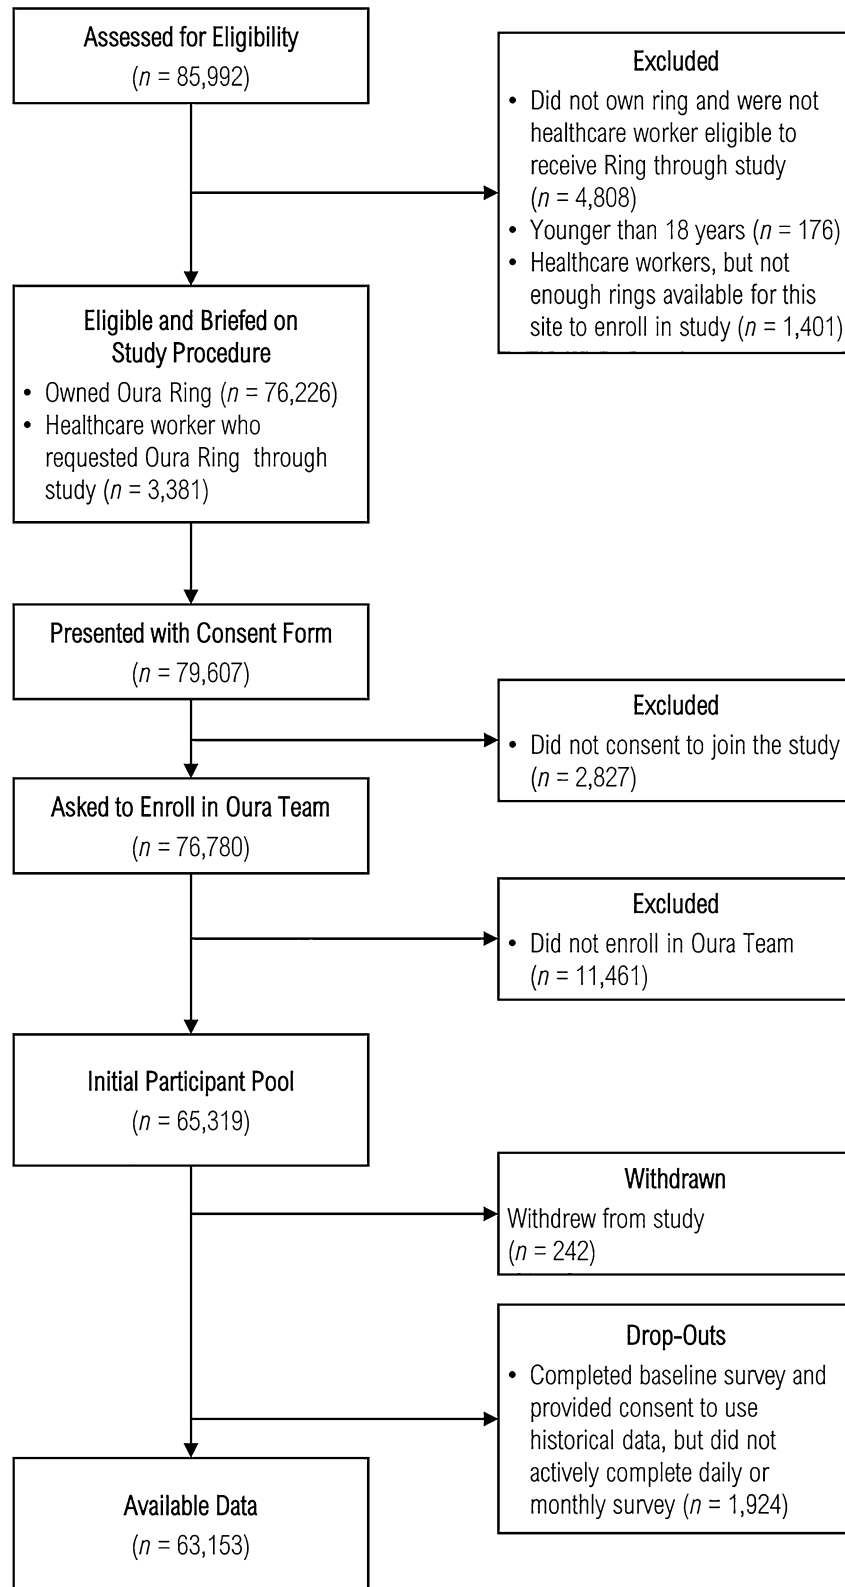 Assessed for Eligibility
(n = 85,992)
Excluded
• Did not own ring and were not
healthcare worker eligible to
receive Ring through study
(n = 4,808)
• Younger than 18 years (n = 176)
• Healthcare workers, but not
enough rings available for this
site to enroll in study (n = 1,401)
Eligible and Briefed on
Study Procedure
• Owned Oura Ring (n = 76,226)
• Healthcare worker who
requested Oura Ring through
study (n = 3,381)
Presented with Consent Form
(n = 79,607)
Excluded
• Did not consent to join the study
(n = 2,827)
Asked to Enroll in Oura Team
(n = 76,780)
Excluded
• Did not enroll in Oura Team
(n = 11,461)
Initial Participant Pool
(n = 65,319)
Withdrawn
Withdrew from study
(n = 242)
Drop-Outs
• Completed baseline survey and
provided consent to use
historical data, but did not
actively complete daily or
monthly survey (n = 1,924)
Available Data
(n = 63,153)